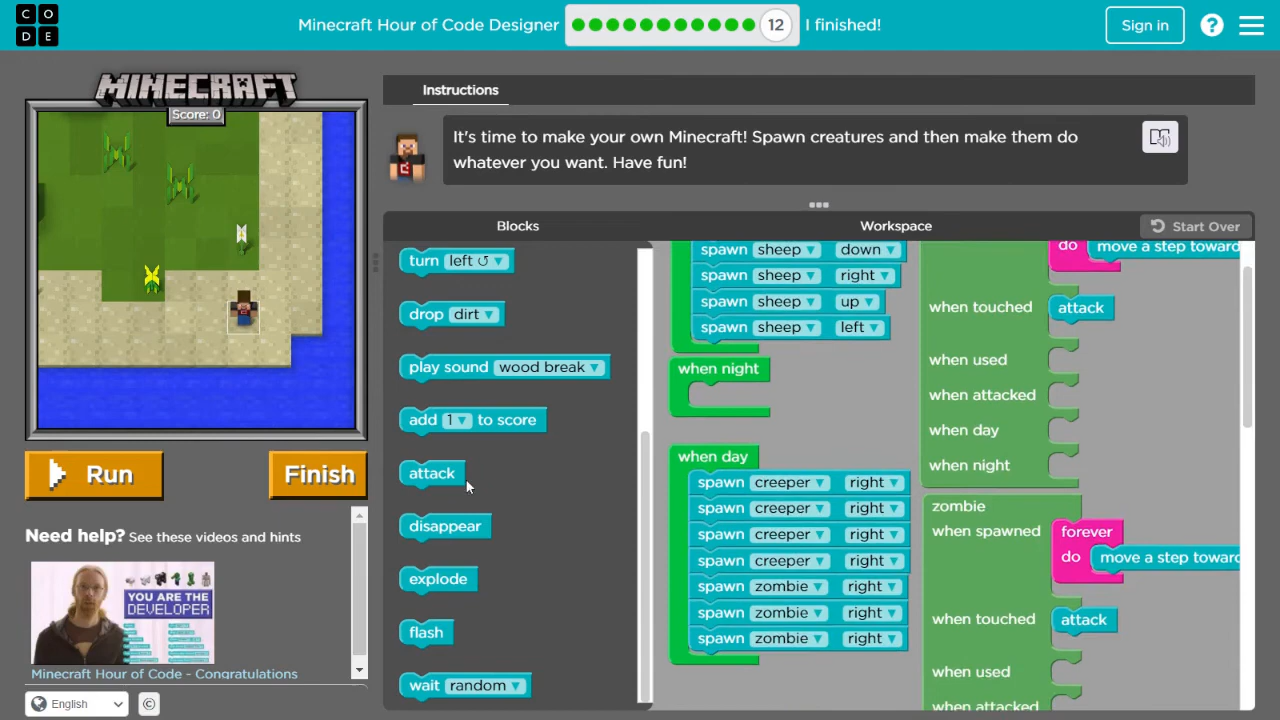 C O
D E
Minecraft Hour of Code Designer
12
I finished!
Sign in
?
MINECRAFT
Score: 0
Instructions
It's time to make your own Minecraft! Spawn creatures and then make them do
whatever you want. Have fun!
Blocks
Workspace
Start Over
turn left ↺ ▼
drop dirt ▼
play sound wood break ▼
add 1 ▼ to score
attack
disappear
explode
flash
wait random ▼
spawn sheep ▼ down ▼
spawn sheep ▼ right ▼
spawn sheep ▼ up ▼
spawn sheep ▼ left ▼
when night
when day
spawn creeper ▼ right ▼
spawn creeper ▼ right ▼
spawn creeper ▼ right ▼
spawn creeper ▼ right ▼
spawn zombie ▼ right ▼
spawn zombie ▼ right ▼
spawn zombie ▼ right ▼
do move a step toward
when touched attack
when used
when attacked
when day
when night
zombie
when spawned forever
do move a step toward
when touched attack
when used
when attacked
Run
Finish
Need help? See these videos and hints
YOU ARE THE
DEVELOPER
Minecraft Hour of Code - Congratulations
English
©